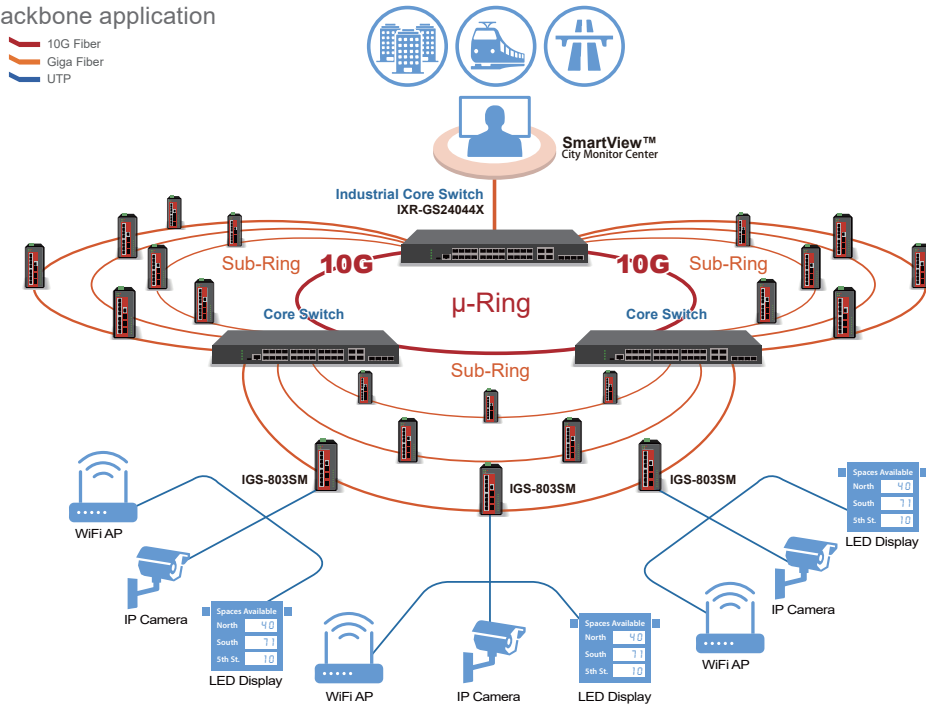 ackbone application
10G Fiber
Giga Fiber
UTP
SmartView™
City Monitor Center
Industrial Core Switch
IXR-GS24044X
Sub-Ring
10G
10G
Sub-Ring
μ-Ring
Core Switch
Core Switch
Sub-Ring
IGS-803SM
IGS-803SM
IGS-803SM
WiFi AP
IP Camera
Spaces Available
North 40
South 71
5th St. 10
LED Display
WiFi AP
IP Camera
Spaces Available
North 40
South 71
5th St. 10
LED Display
WiFi AP
IP Camera
Spaces Available
North 40
South 71
5th St. 10
LED Display